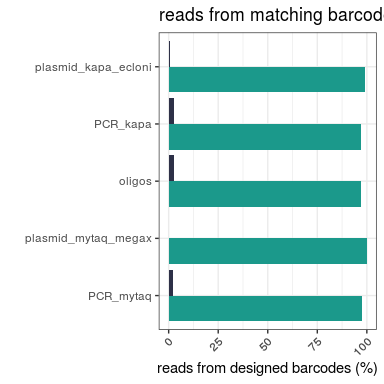 reads from matching barcod
plasmid_kapa_ecloni
PCR_kapa
oligos
plasmid_mytaq_megax
PCR_mytaq
0
25
50
75
100
reads from designed barcodes (%)